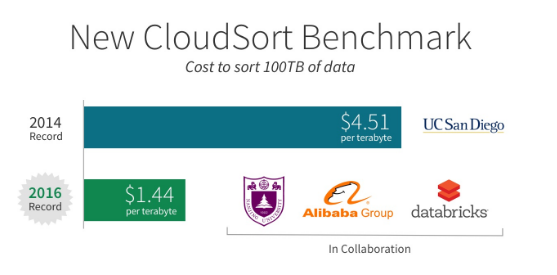 New CloudSort Benchmark
Cost to sort 100TB of data
2014
Record
$4.51
per terabyte
UC San Diego
2016
Record
$1.44
per terabyte
Alibaba Group
databricks
In Collaboration